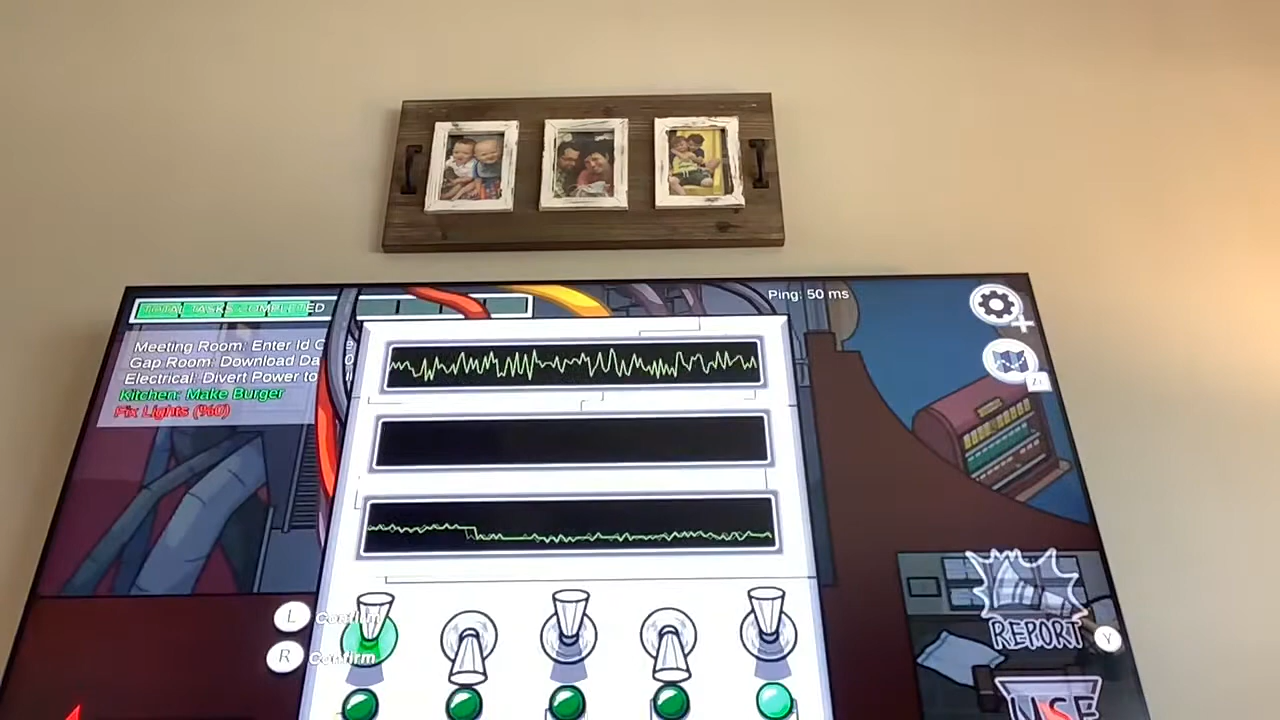 Ping: 50 ms
TOTAL TASKS COMPLETED
Meeting Room: Enter Id
Gap Room: Download Da
Electrical: Divert Power to
Kitchen: Make Burger
Fix Lights (%0)
L Confirm
R Confirm
REPORT
Y
USE